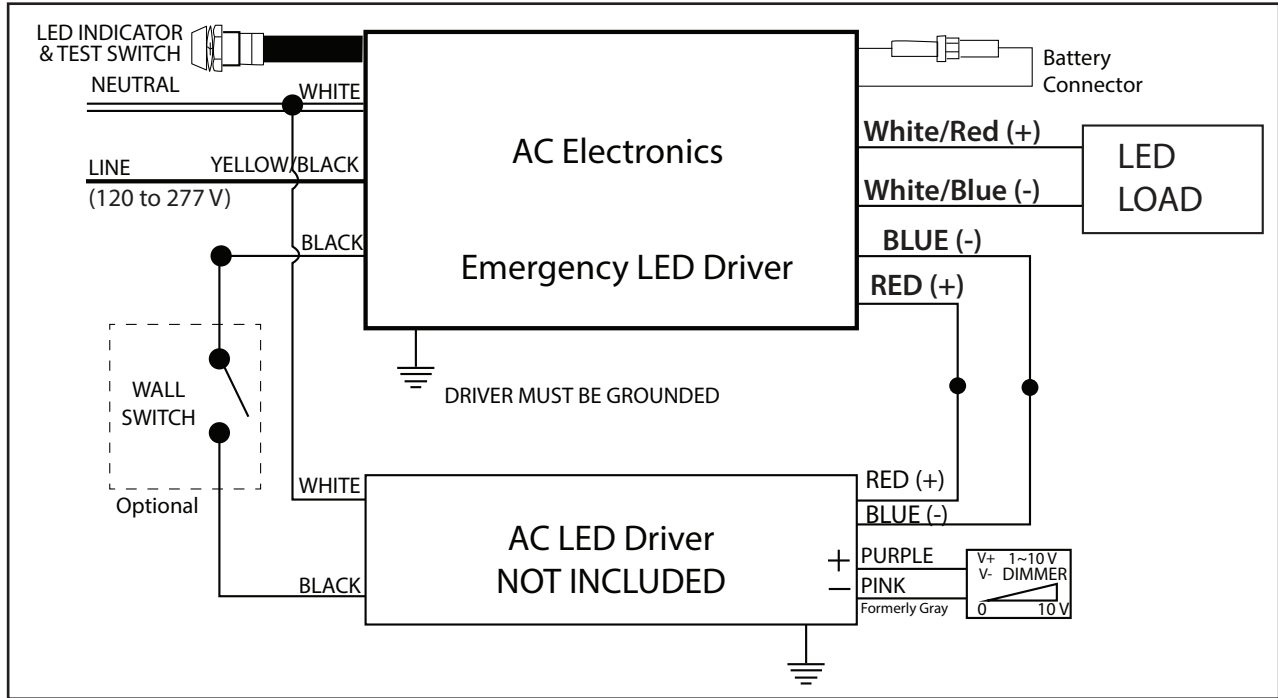 LED INDICATOR
& TEST SWITCH
NEUTRAL
WHITE
LINE
YELLOW/BLACK
(120 to 277 V)
BLACK
AC Electronics
Emergency LED Driver
Battery
Connector
White/Red (+)
White/Blue (-)
LED
LOAD
BLUE (-)
RED (+)
WALL
SWITCH
Optional
DRIVER MUST BE GROUNDED
WHITE
BLACK
AC LED Driver
NOT INCLUDED
RED (+)
BLUE (-)
+ PURPLE
− PINK
Formerly Gray
V+ 1~10 V
V- DIMMER
0 10 V